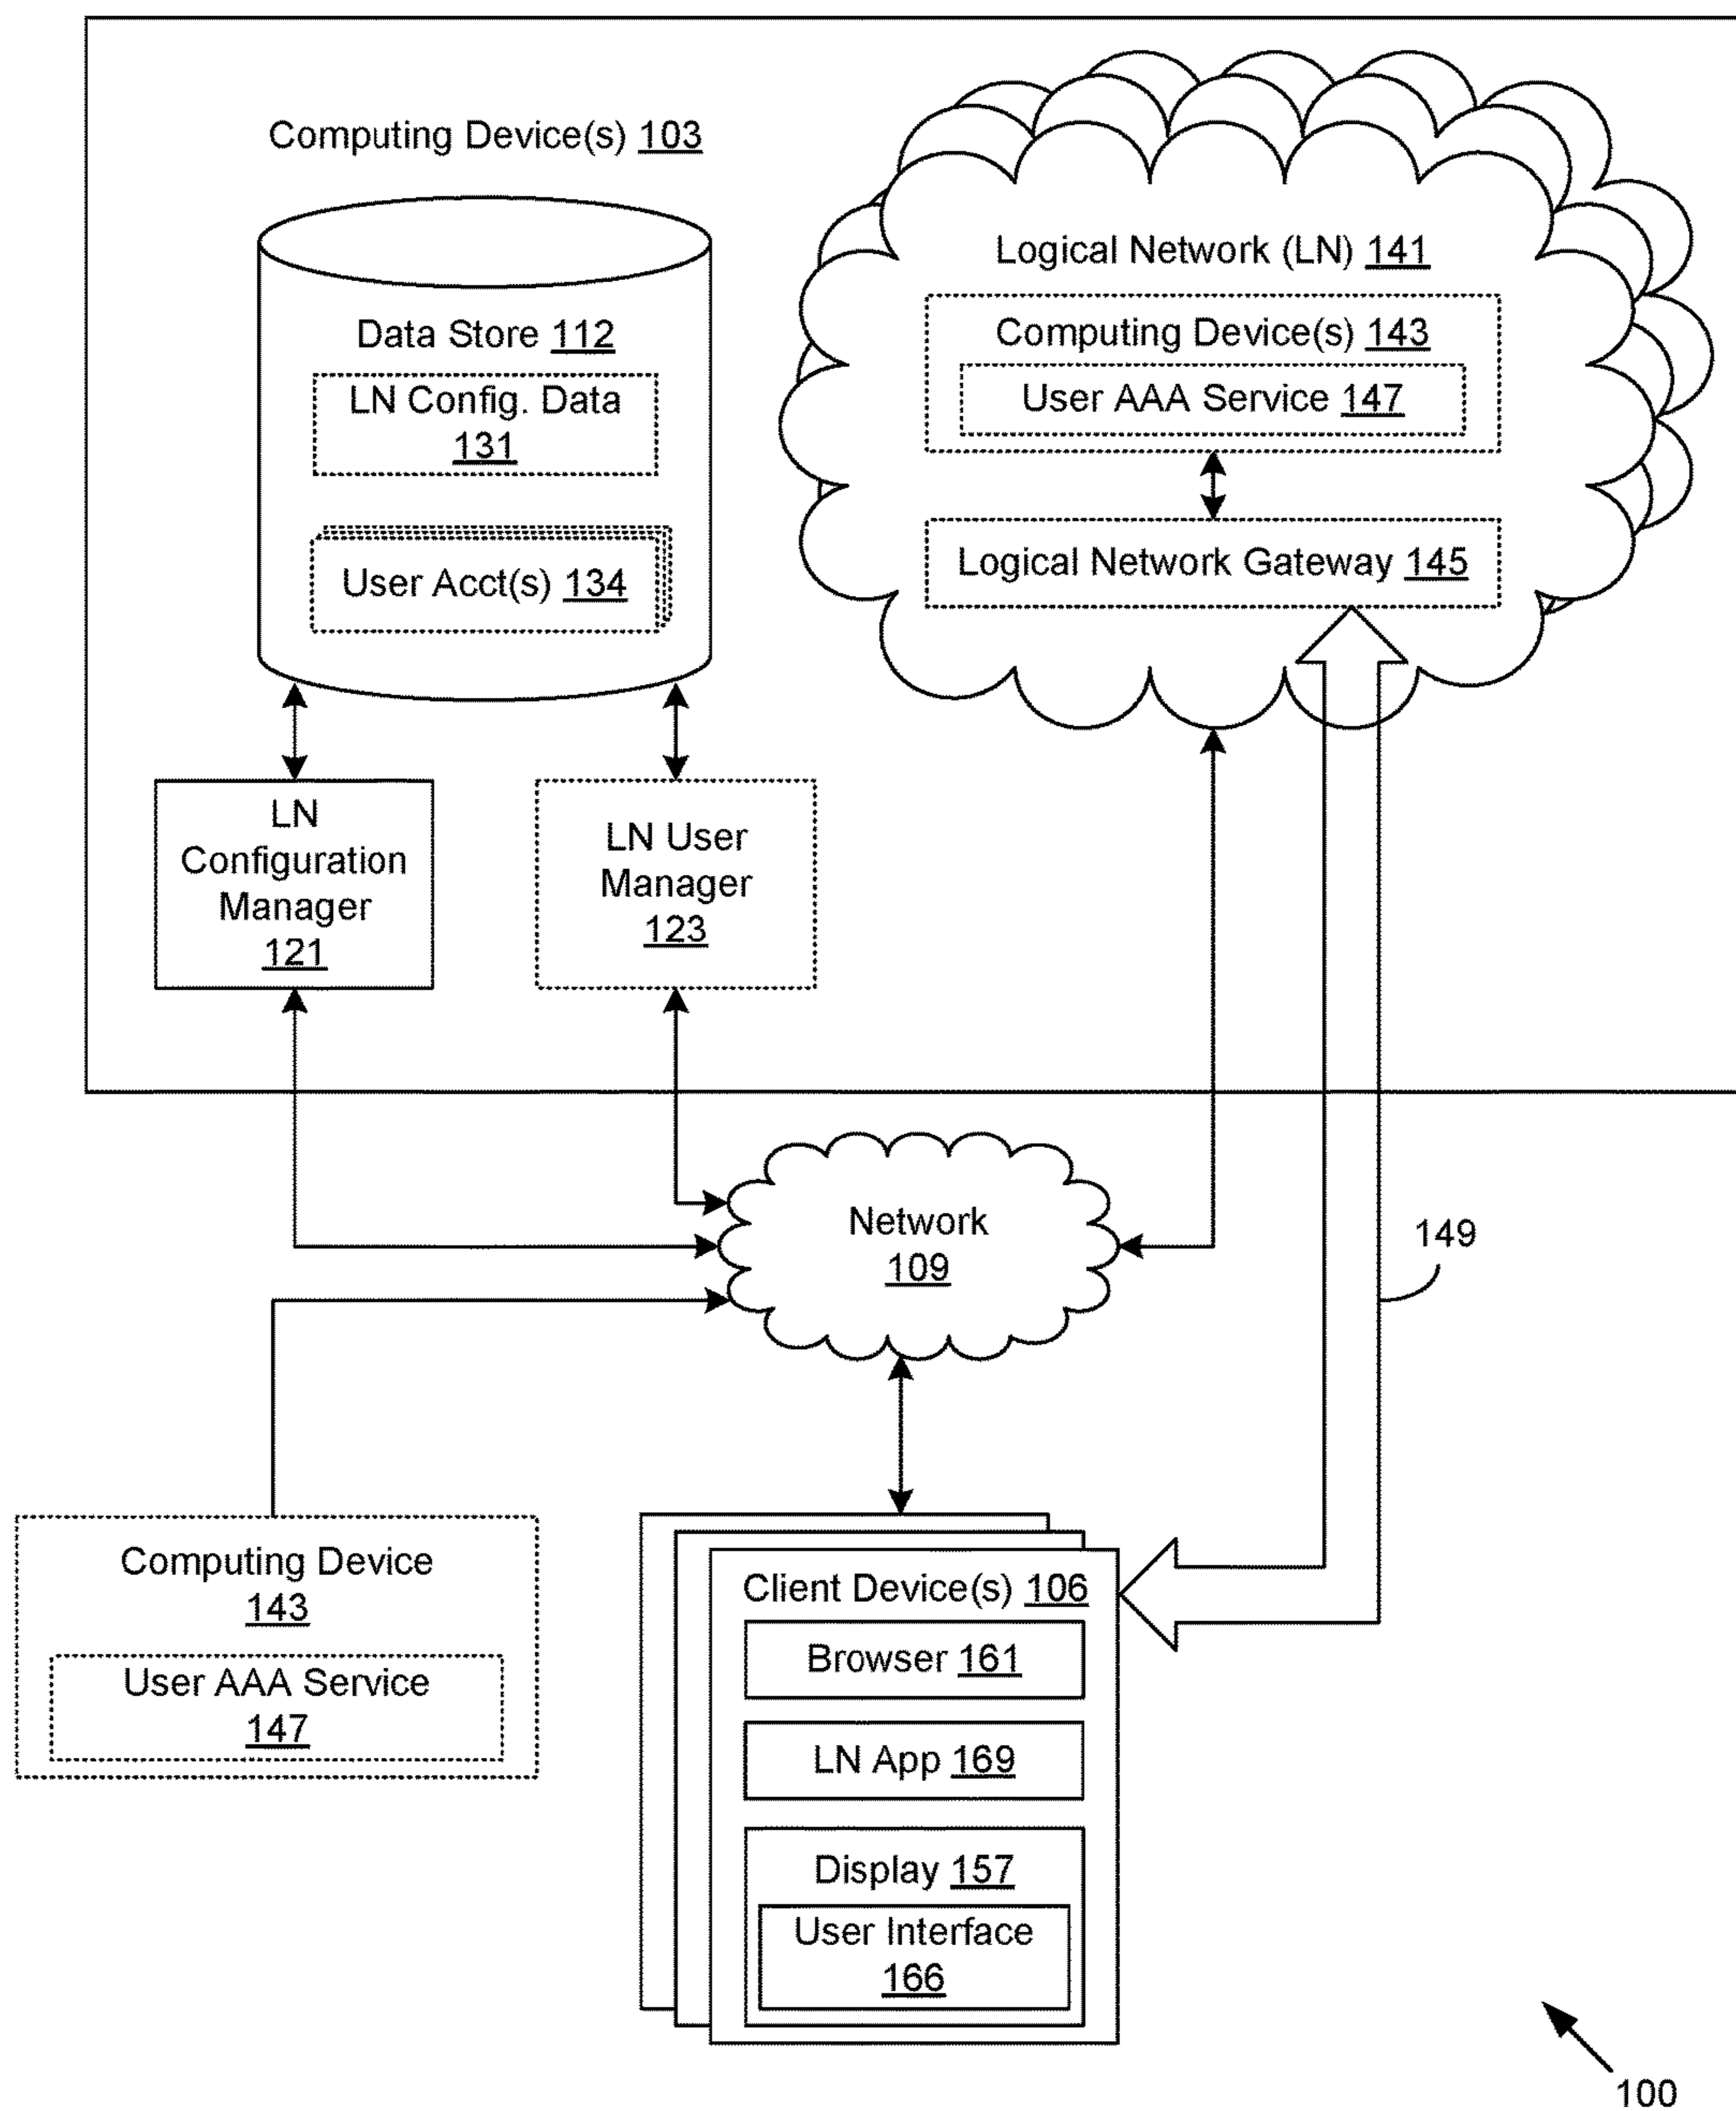 Computing Device(s) 103
Data Store 112
LN Config. Data
131
User Acct(s) 134
Logical Network (LN) 141
Computing Device(s) 143
User AAA Service 147
Logical Network Gateway 145
LN
Configuration
Manager
121
LN User
Manager
123
Network
109
149
Computing Device
143
User AAA Service
147
Client Device(s) 106
Browser 161
LN App 169
Display 157
User Interface
166
100